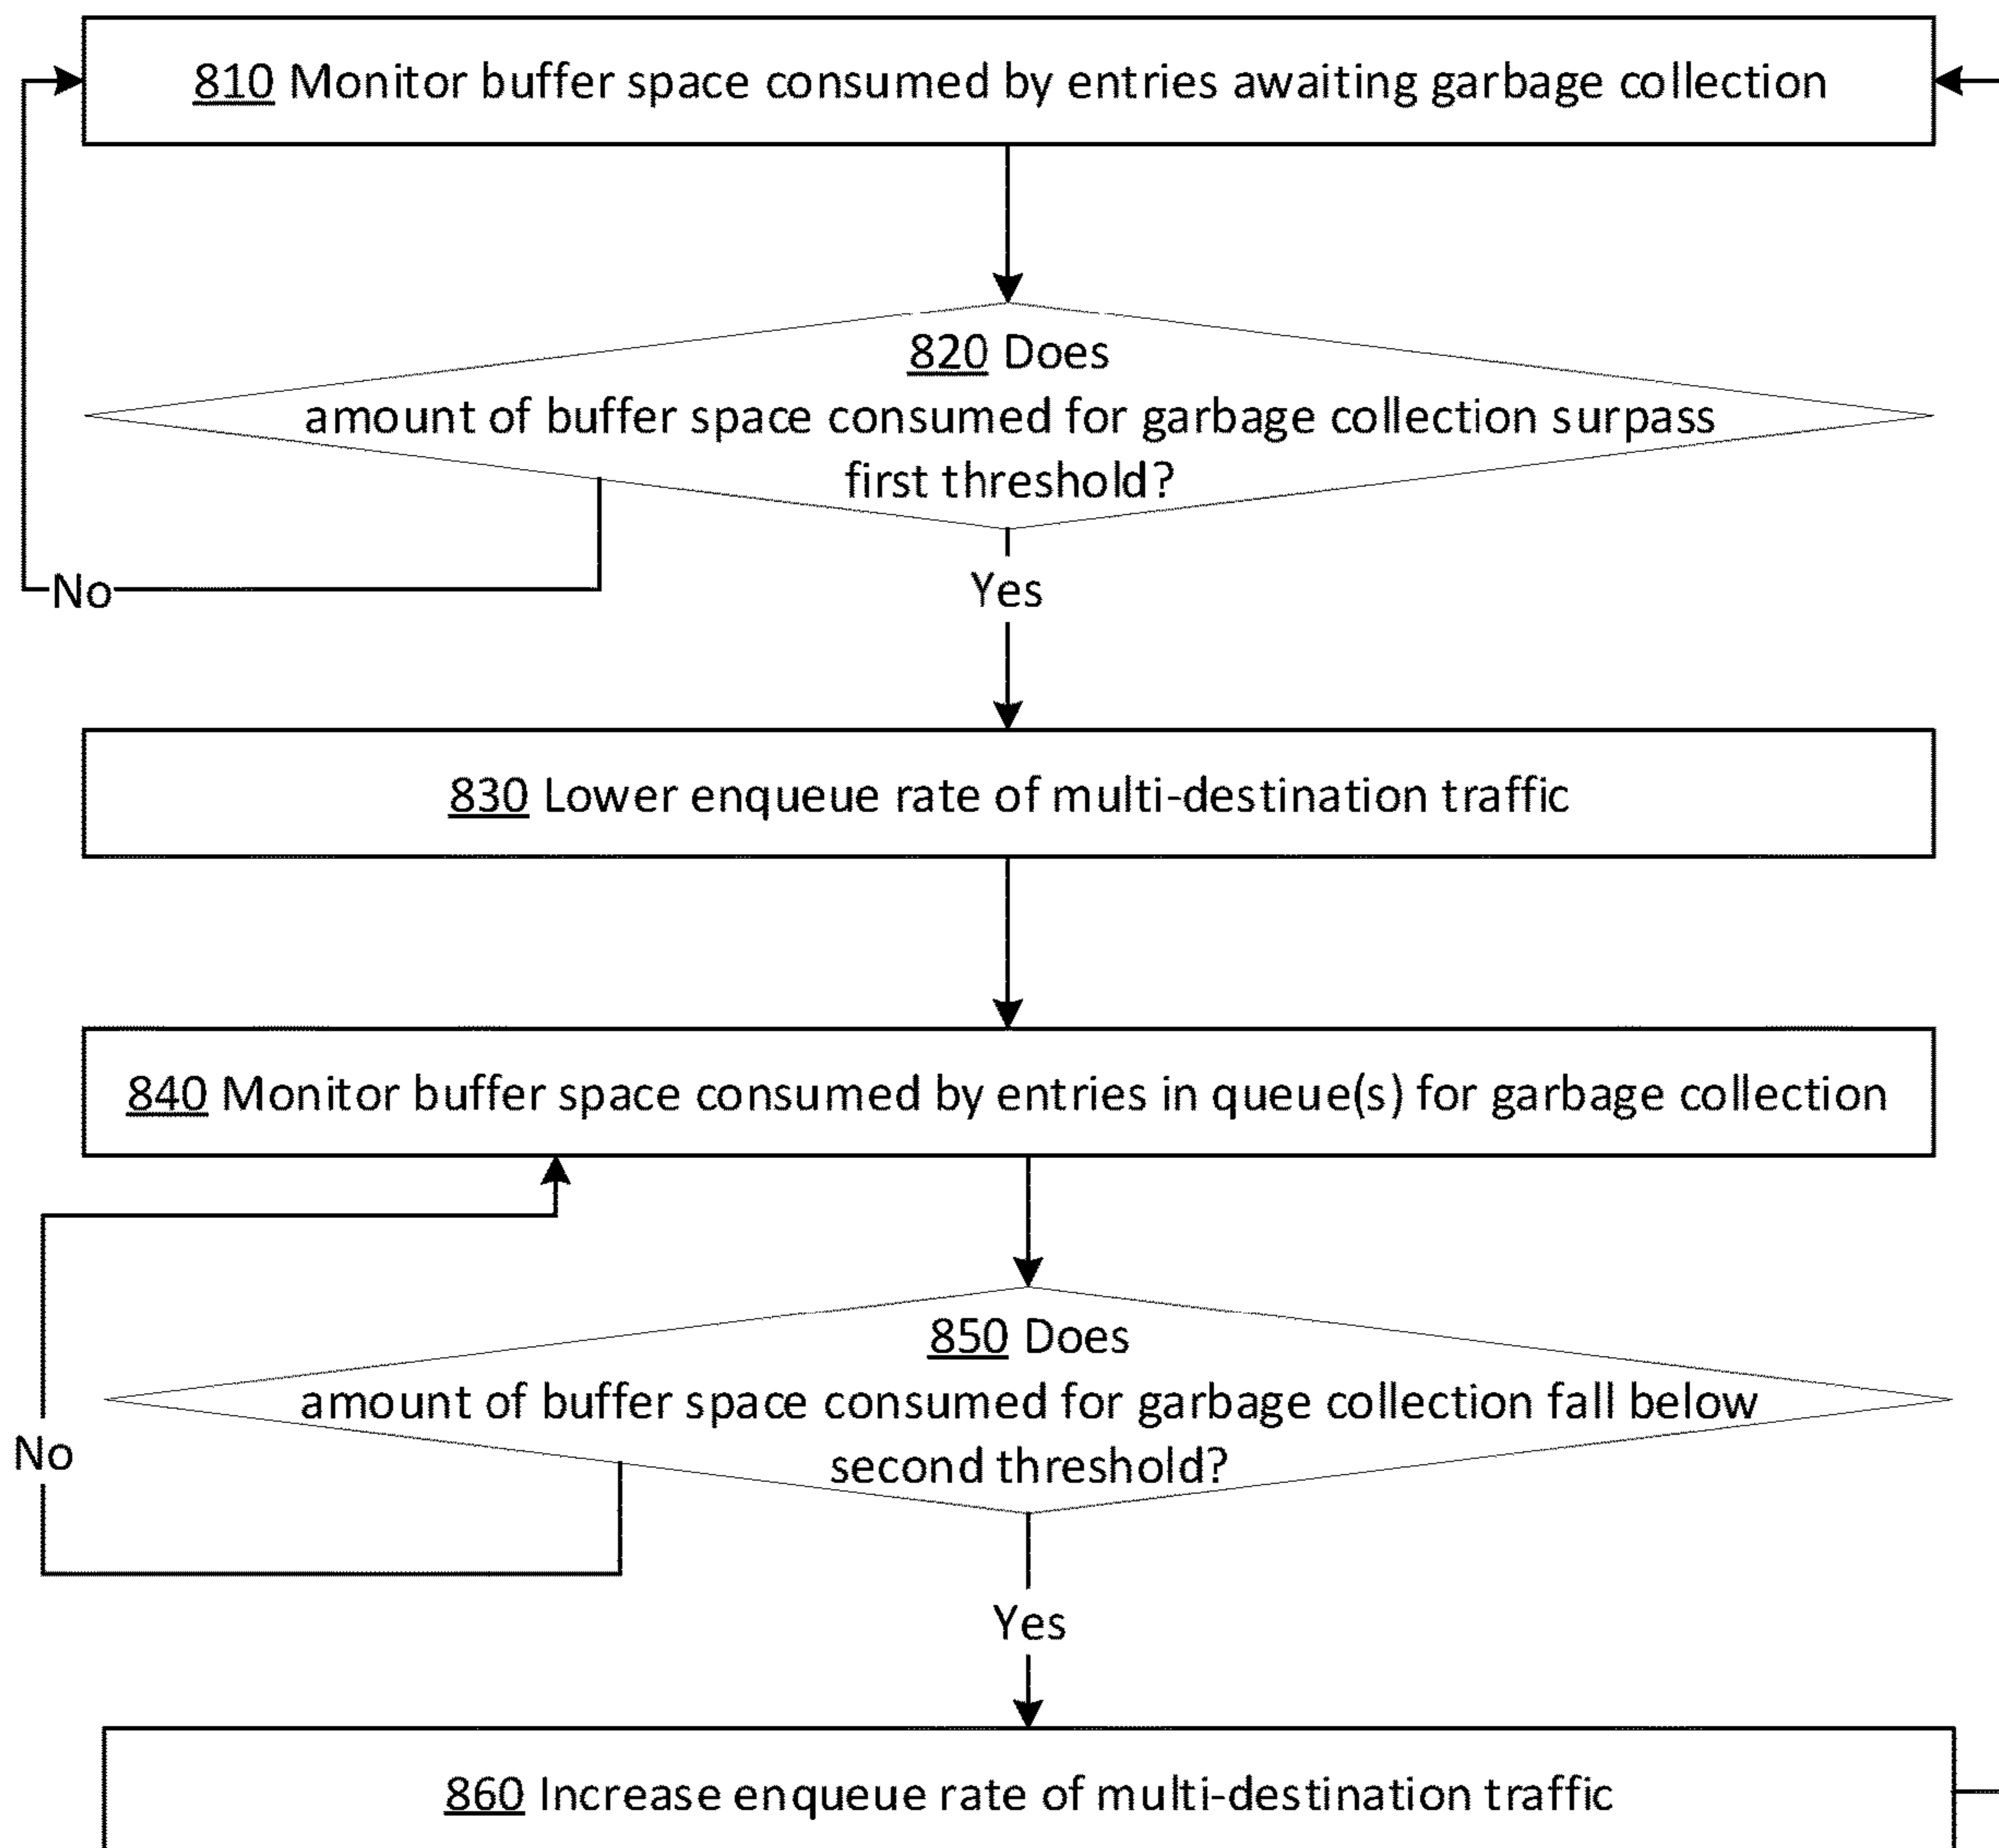 810 Monitor buffer space consumed by entries awaiting garbage collection
820 Does
amount of buffer space consumed for garbage collection surpass
first threshold?
No
Yes
830 Lower enqueue rate of multi-destination traffic
840 Monitor buffer space consumed by entries in queue(s) for garbage collection
850 Does
amount of buffer space consumed for garbage collection fall below
second threshold?
No
Yes
860 Increase enqueue rate of multi-destination traffic